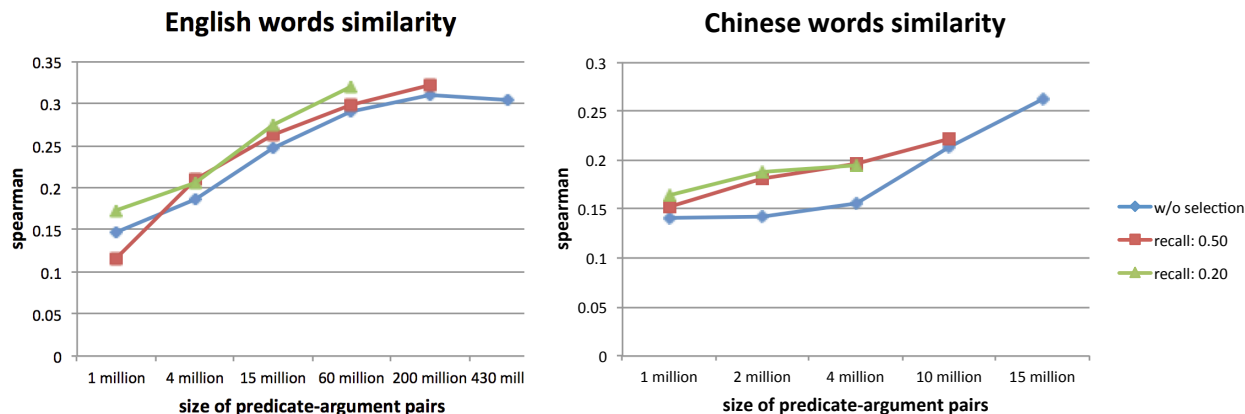 English words similarity
0.35
0.3
0.25
0.2
0.15
0.1
0.05
0
spearman
1 million 4 million 15 million 60 million 200 million 430 mill
size of predicate-argument pairs
Chinese words similarity
0.3
0.25
0.2
0.15
0.1
0.05
0
spearman
1 million 2 million 4 million 10 million 15 million
size of predicate-argument pairs
w/o selection
recall: 0.50
recall: 0.20